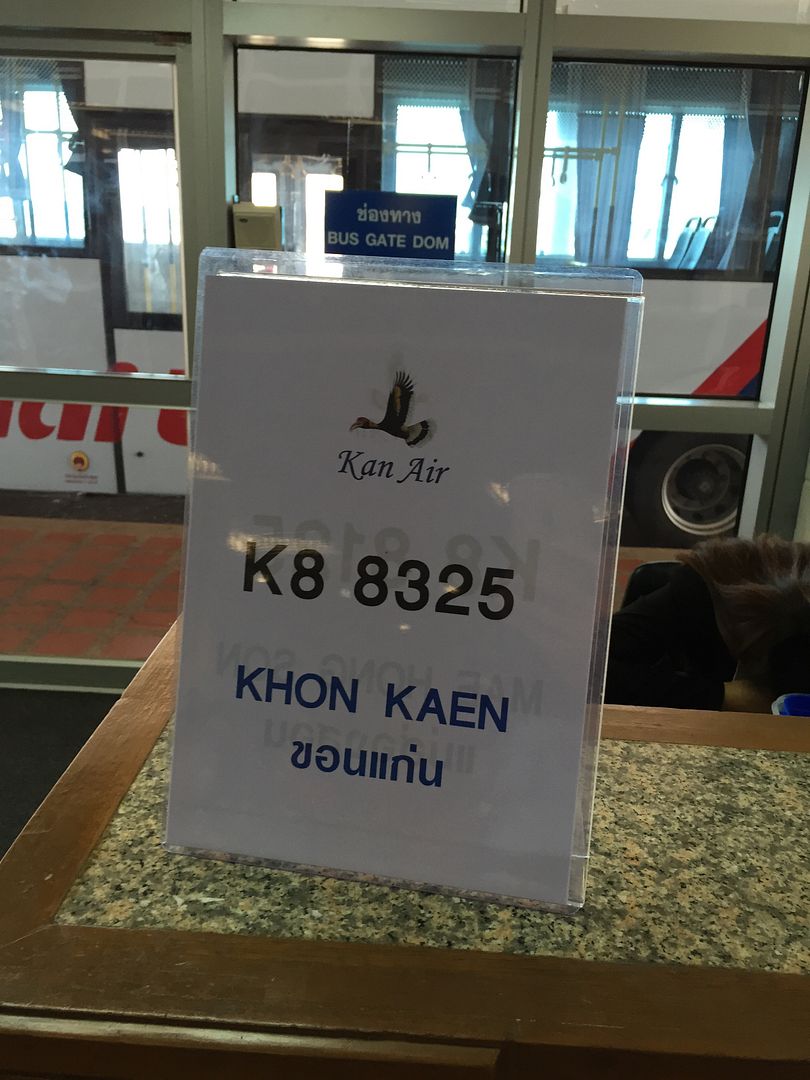 ช่องทาง
BUS GATE DOM
Kan Air
K8 8325
KHON KAEN
ขอนแก่น